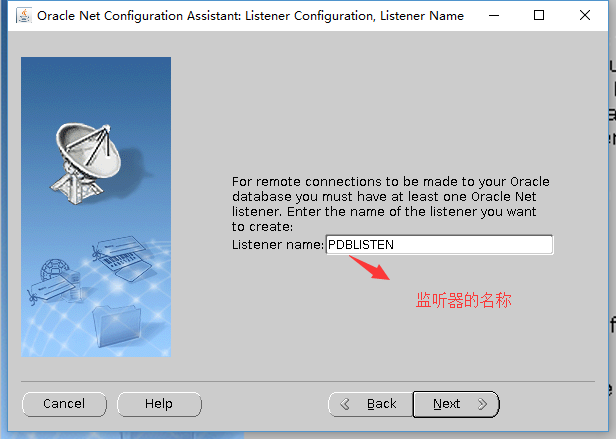 Oracle Net Configuration Assistant: Listener Configuration, Listener Name
For remote connections to be made to your Oracle
database you must have at least one Oracle Net
listener. Enter the name of the listener you want
to create:
Listener name: PDBLISTEN
监听器的名称
Cancel Help Back Next